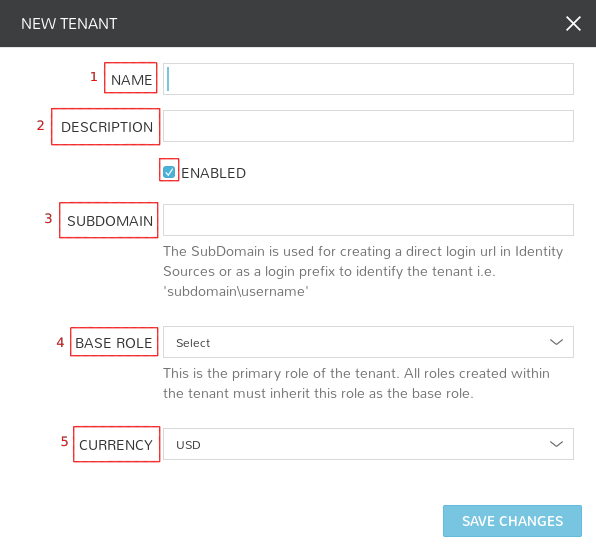 NEW TENANT
1 NAME
2 DESCRIPTION
ENABLED
3 SUBDOMAIN
The SubDomain is used for creating a direct login url in Identity
Sources or as a login prefix to identify the tenant i.e.
'subdomain\username'
4 BASE ROLE Select
This is the primary role of the tenant. All roles created within
the tenant must inherit this role as the base role.
5 CURRENCY USD
SAVE CHANGES